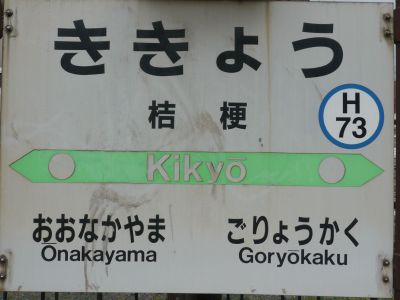 ききょう
桔梗
H
73
Kikyō
おおなかやま
Ōnakayama
ごりょうかく
Goryōkaku